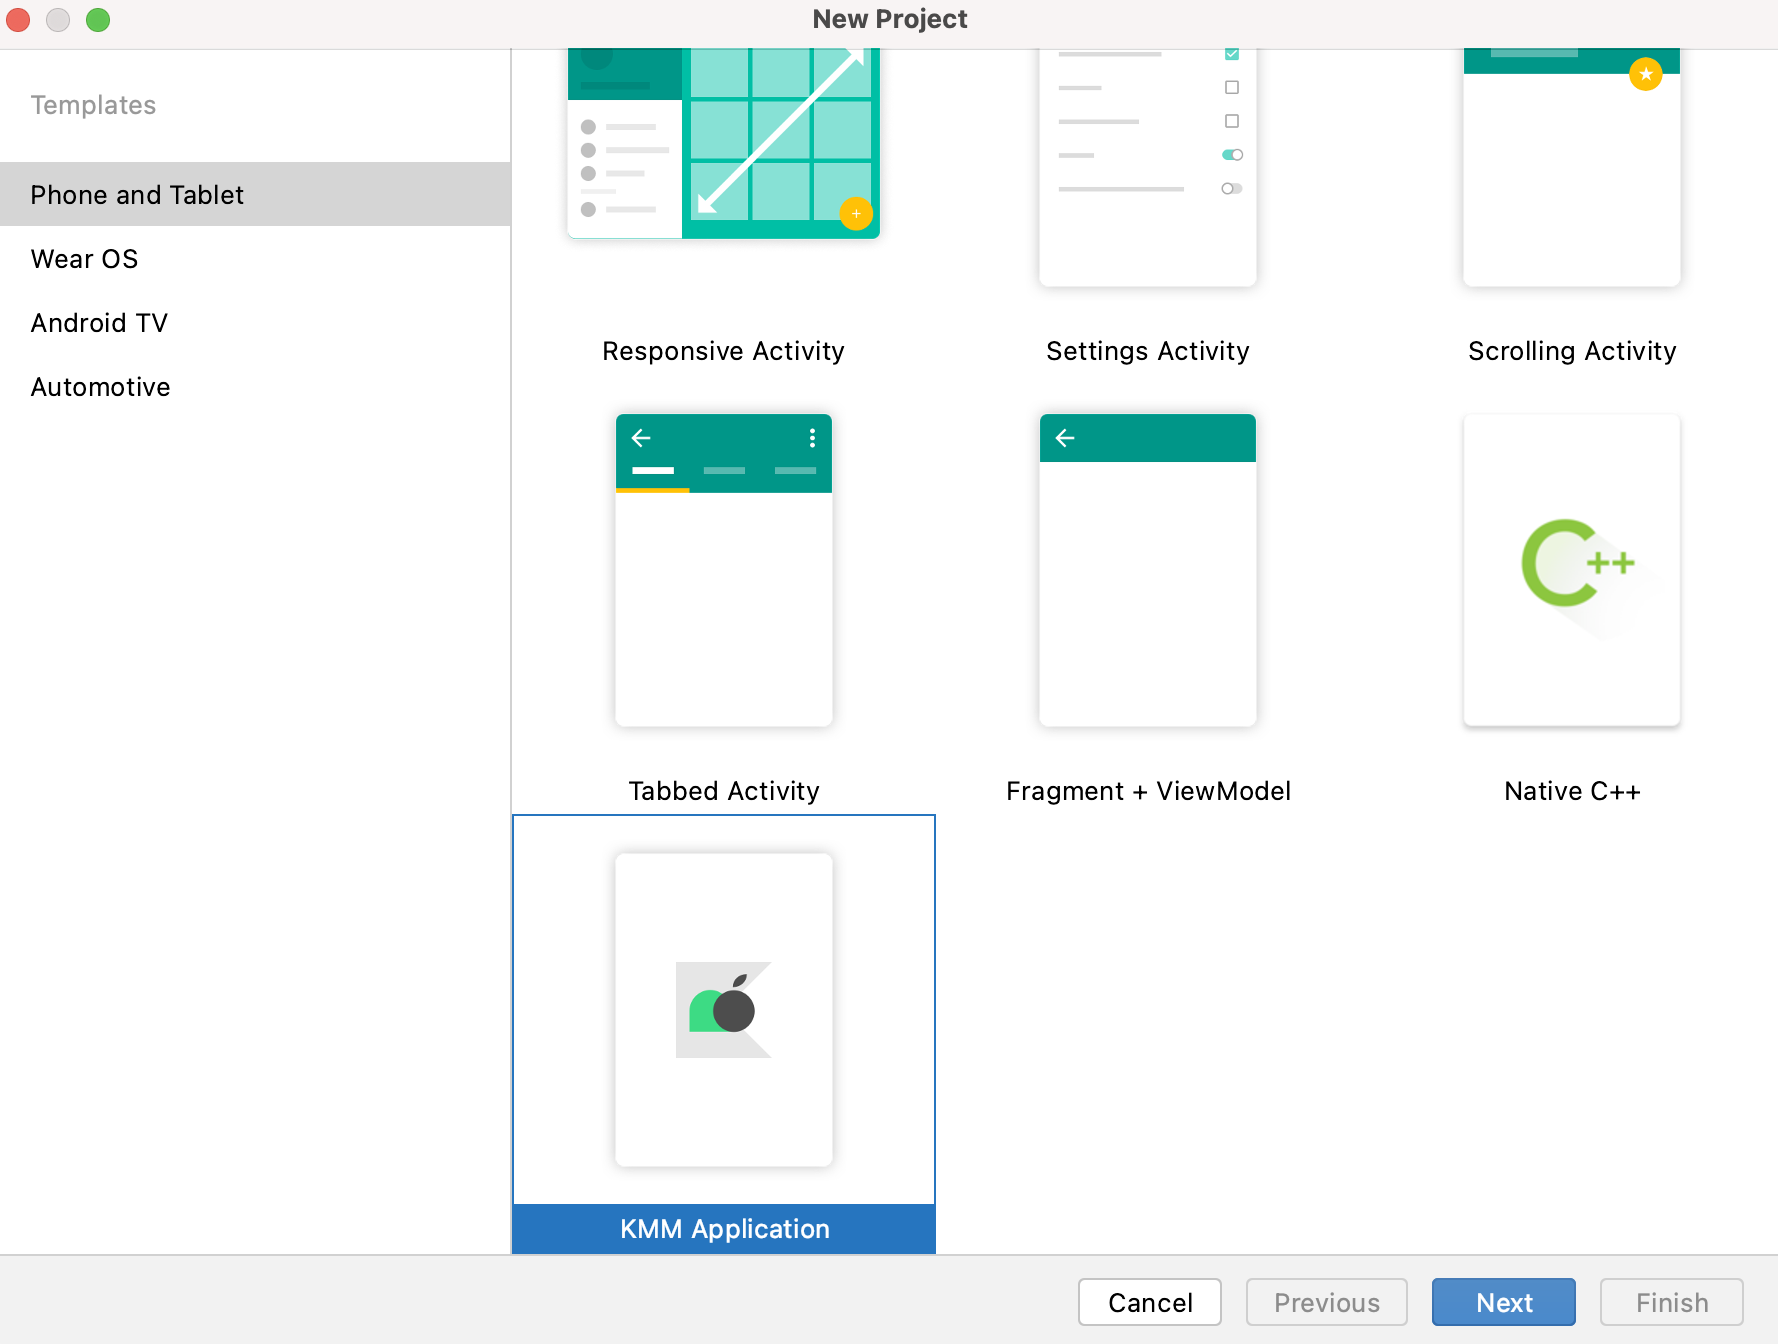 New Project
Templates
Phone and Tablet
Wear OS
Android TV
Automotive
Responsive Activity
Settings Activity
Scrolling Activity
C++
Tabbed Activity
Fragment + ViewModel
Native C++
KMM Application
Cancel
Previous
Next
Finish